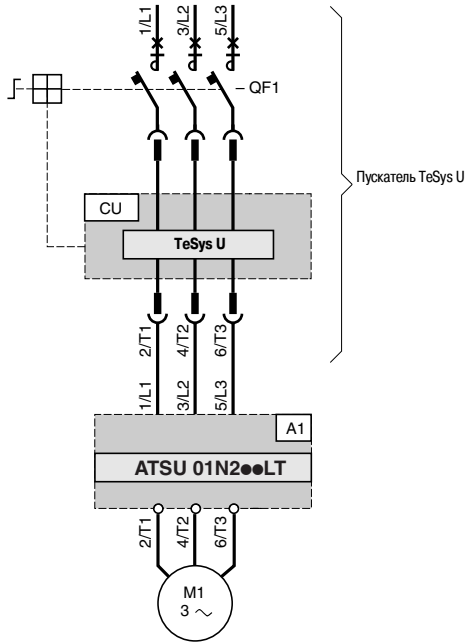 1/L1 3/L2 5/L3
QF1
Пускатель TeSys U
CU
TeSys U
2/T1 4/T2 6/T3
1/L1 3/L2 5/L3
A1
ATSU 01N2●●LT
2/T1 4/T2 6/T3
M1
3 ~